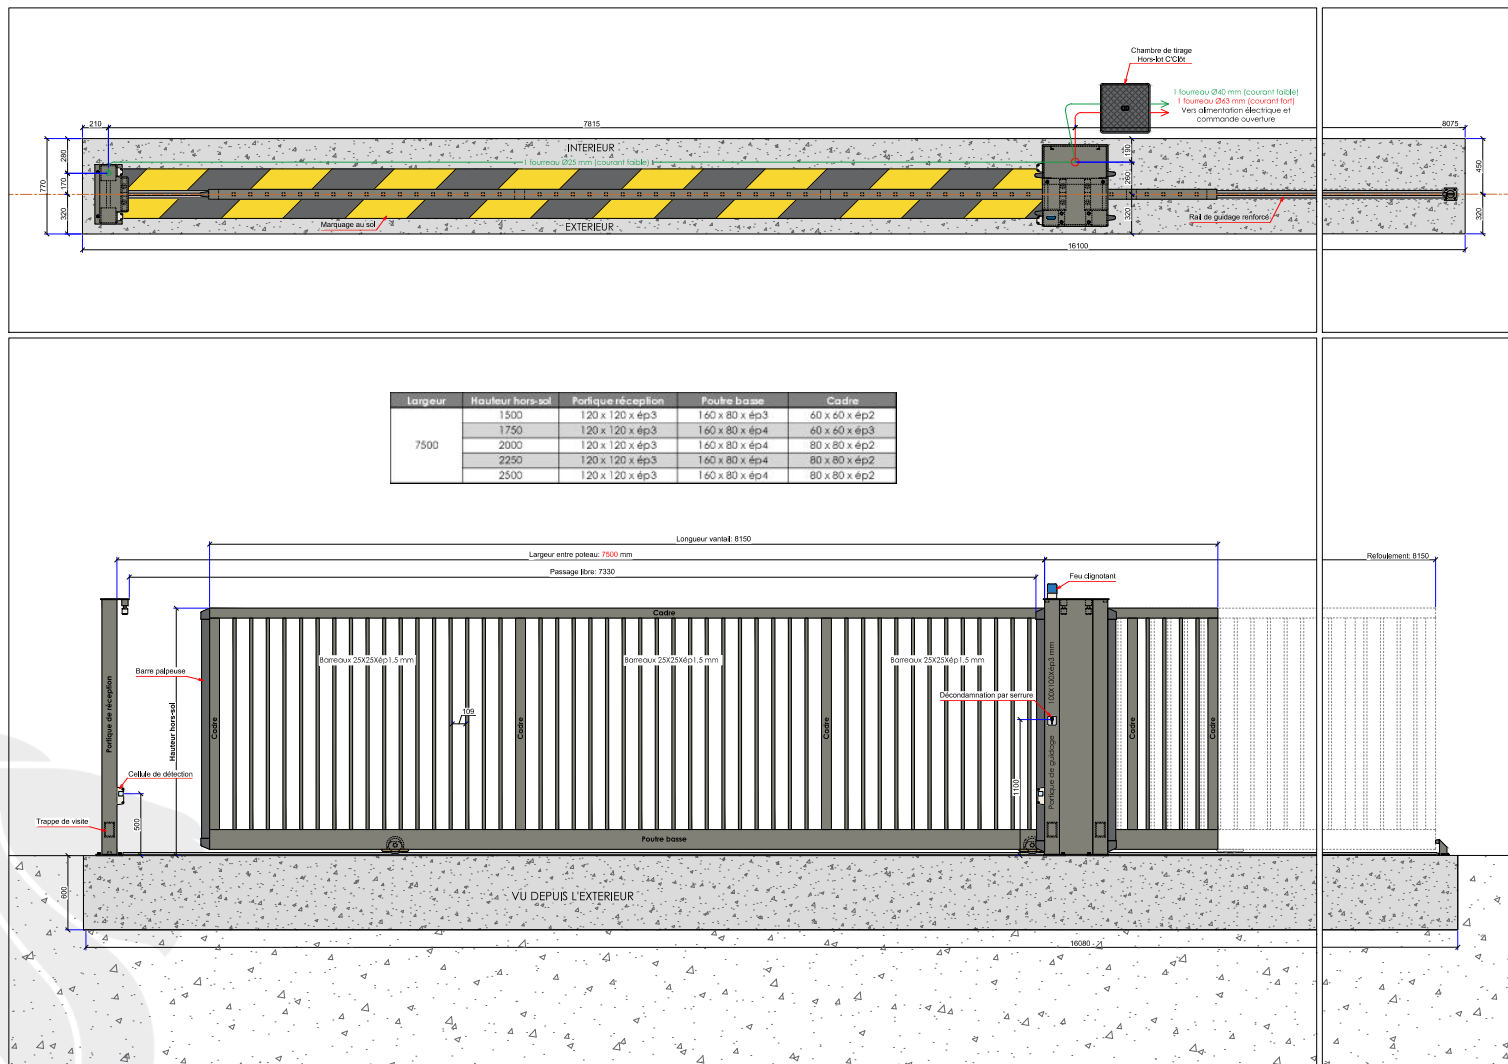 Chambre de tirage
Hors-lot C'Clôt
1 fourreau Ø40 mm (courant faible)
1 fourreau Ø63 mm (courant fort)
Vers alimentation électrique et
commande ouverture
210
7815
8075
INTERIEUR
1 fourreau Ø25 mm (courant faible)
770
280
170
320
190
260
320
450
320
Marquage au sol
EXTERIEUR
Rail de guidage renforcé
16100
Largeur Hauteur hors-sol Portique réception Poutre basse Cadre
7500
1500 120 x 120 x ép3 160 x 80 x ép3 60 x 60 x ép2
1750 120 x 120 x ép3 160 x 80 x ép4 60 x 60 x ép3
2000 120 x 120 x ép3 160 x 80 x ép4 80 x 80 x ép2
2250 120 x 120 x ép3 160 x 80 x ép4 80 x 80 x ép2
2500 120 x 120 x ép3 160 x 80 x ép4 80 x 80 x ép2
Longueur vantail: 8150
Largeur entre poteau: 7500 mm
Refoulement: 8150
Passage libre: 7330
Feu clignotant
Cadre
Barreaux 25X25Xép1,5 mm
Barreaux 25X25Xép1,5 mm
Barreaux 25X25Xép1,5 mm
Barre palpeuse
Portique de réception
Hauteur hors-sol
Cadre
109
Cadre
Cadre
Décondamnation par serrure
Portique de guidage 100X100Xép3 mm
Cadre
Cadre
Cellule de détection
Trappe de visite
500
1100
Poutre basse
600
VU DEPUIS L'EXTERIEUR
16080